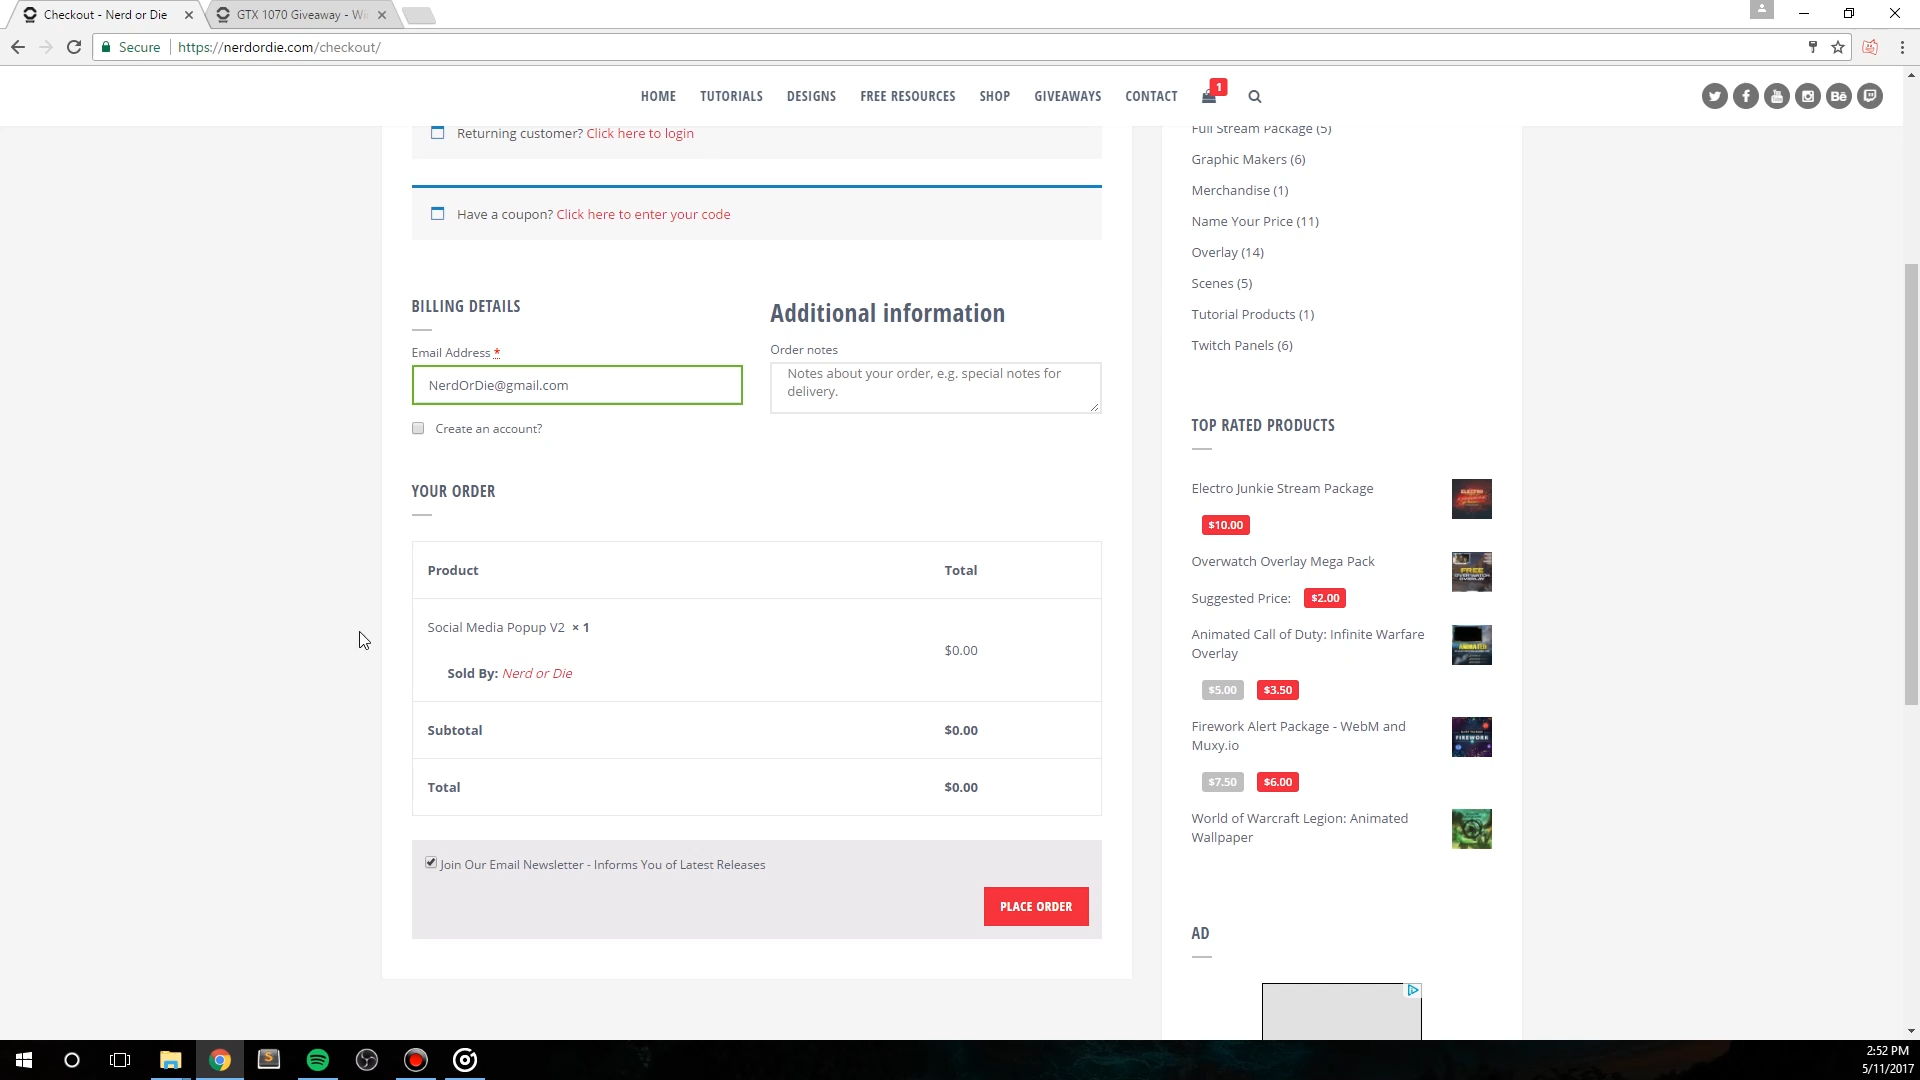 Checkout - Nerd or Die
GTX 1070 Giveaway - Wi
Secure
https://nerdordie.com/checkout/
HOME
TUTORIALS
DESIGNS
FREE RESOURCES
SHOP
GIVEAWAYS
CONTACT
1
Bē
Returning customer? Click here to login
Have a coupon? Click here to enter your code
BILLING DETAILS
Email Address *
NerdOrDie@gmail.com
Create an account?
Additional information
Order notes
Notes about your order, e.g. special notes for
delivery.
YOUR ORDER
Product Total
Social Media Popup V2 × 1
$0.00
Sold By: Nerd or Die
Subtotal $0.00
Total $0.00
Join Our Email Newsletter - Informs You of Latest Releases
PLACE ORDER
Full Stream Package (5)
Graphic Makers (6)
Merchandise (1)
Name Your Price (11)
Overlay (14)
Scenes (5)
Tutorial Products (1)
Twitch Panels (6)
TOP RATED PRODUCTS
Electro Junkie Stream Package
$10.00
Overwatch Overlay Mega Pack
Suggested Price: $2.00
Animated Call of Duty: Infinite Warfare
Overlay
$5.00 $3.50
Firework Alert Package - WebM and
Muxy.io
$7.50 $6.00
World of Warcraft Legion: Animated
Wallpaper
AD
2:52 PM
5/11/2017